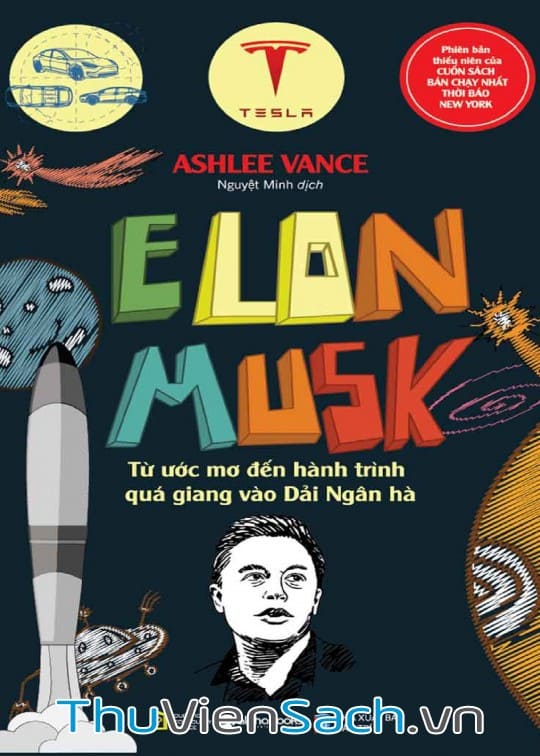 TESLA
Phiên bản
thiếu niên của
CUỐN SÁCH
BÁN CHẠY NHẤT
THỜI BÁO
NEW YORK
ASHLEE VANCE
Nguyệt Minh dịch
ELON
MUSK
Từ ước mơ đến hành trình
quá giang vào Dải Ngân hà
ThuVienSach.vn